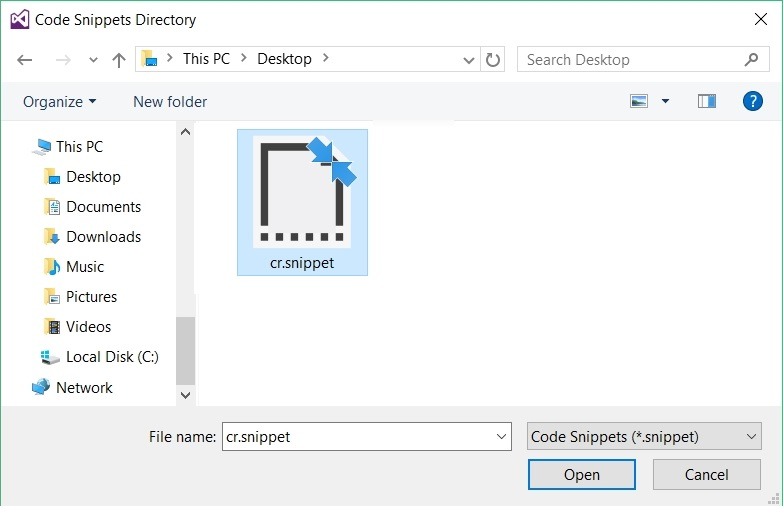 Code Snippets Directory
This PC Desktop
Search Desktop
Organize New folder
?
This PC
Desktop
Documents
Downloads
Music
Pictures
Videos
Local Disk (C:)
Network
cr.snippet
File name: cr.snippet
Code Snippets (*.snippet)
Open Cancel